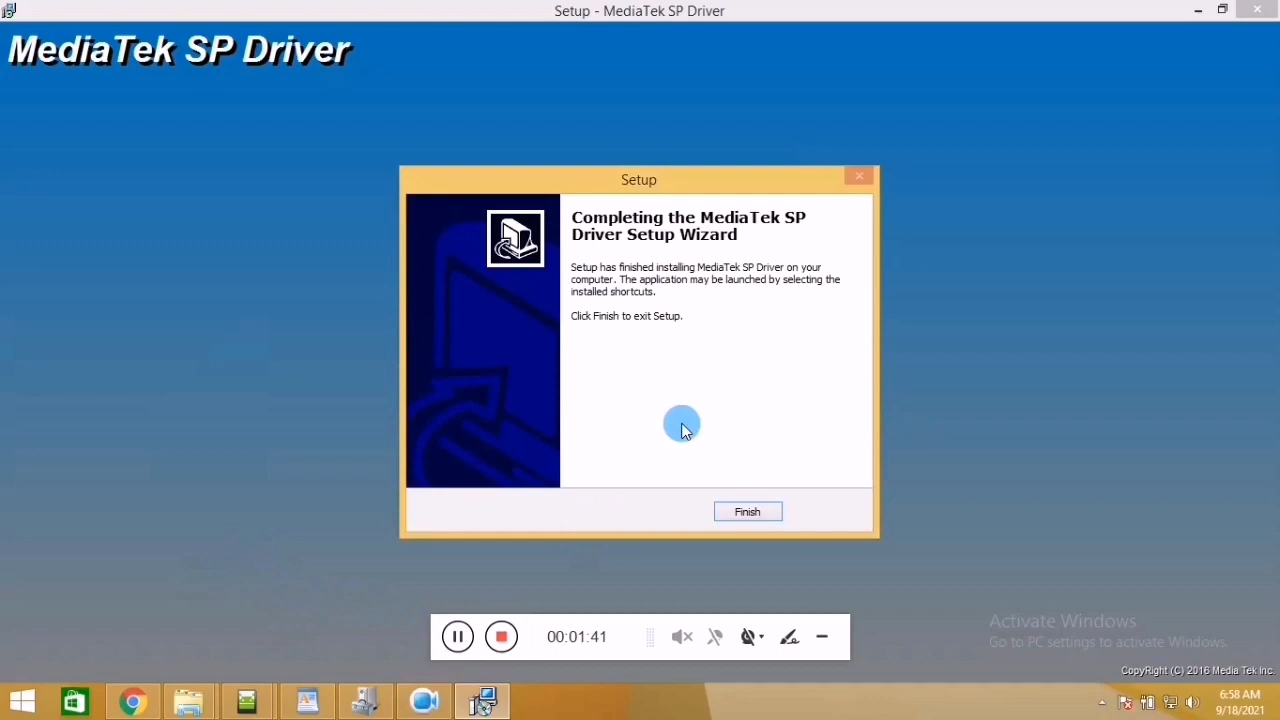 Setup - MediaTek SP Driver
MediaTek SP Driver
Setup
Completing the MediaTek SP
Driver Setup Wizard
Setup has finished installing MediaTek SP Driver on your
computer. The application may be launched by selecting the
installed shortcuts.
Click Finish to exit Setup.
Finish
00:01:41
Activate Windows
Go to PC settings to activate Windows.
CopyRight (C) 2016 Media Tek Inc.
6:58 AM
9/18/2021